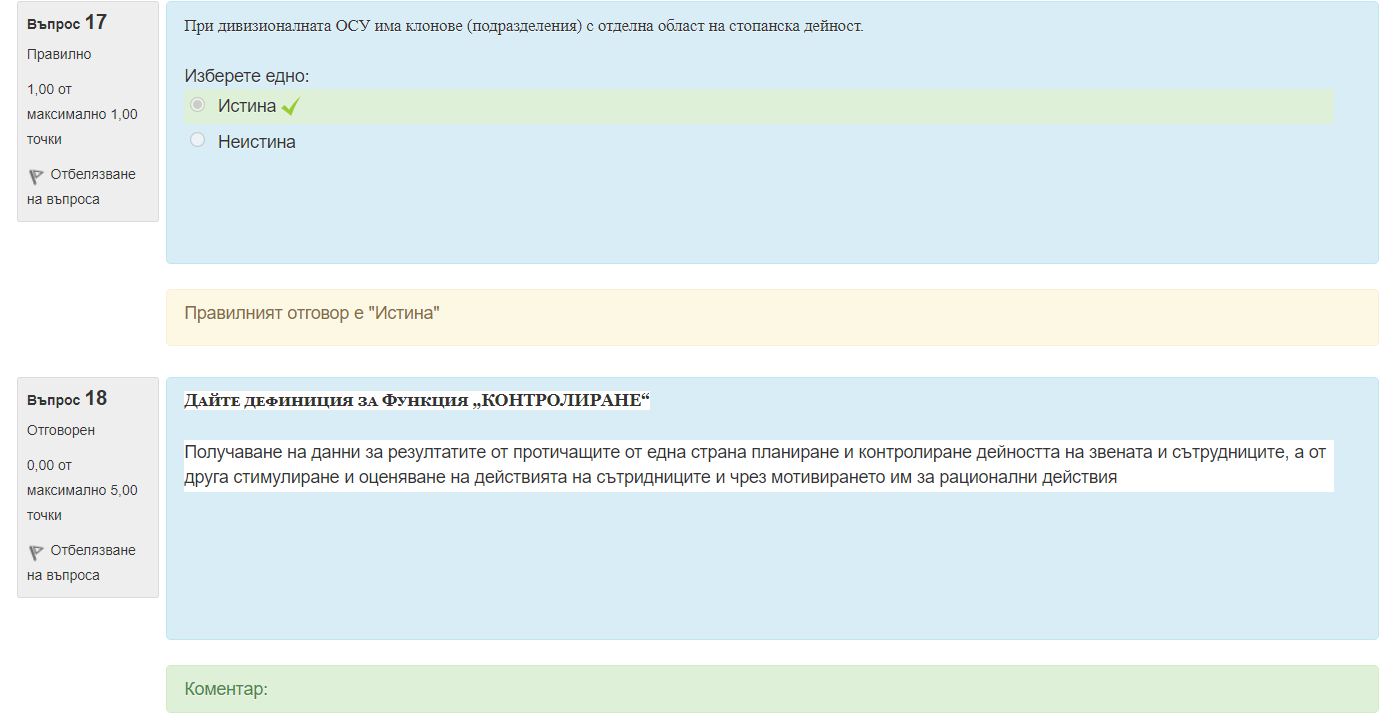 Въпрос 17
Правилно
1,00 от
максимално 1,00
точки
Отбелязване
на въпроса
При дивизионалната ОСУ има клонове (подразделения) с отделна област на стопанска дейност.
Изберете едно:
Истина
Неистина
Правилният отговор е "Истина"
Въпрос 18
Отговорен
0,00 от
максимално 5,00
точки
Отбелязване
на въпроса
Дайте дефиниция за Функция „КОНТРОЛИРАНЕ“
Получаване на данни за резултатите от протичащите от една страна планиране и контролиране дейността на звената и сътрудниците, а от
друга стимулиране и оценяване на действията на сътридниците и чрез мотивирането им за рационални действия
Коментар: